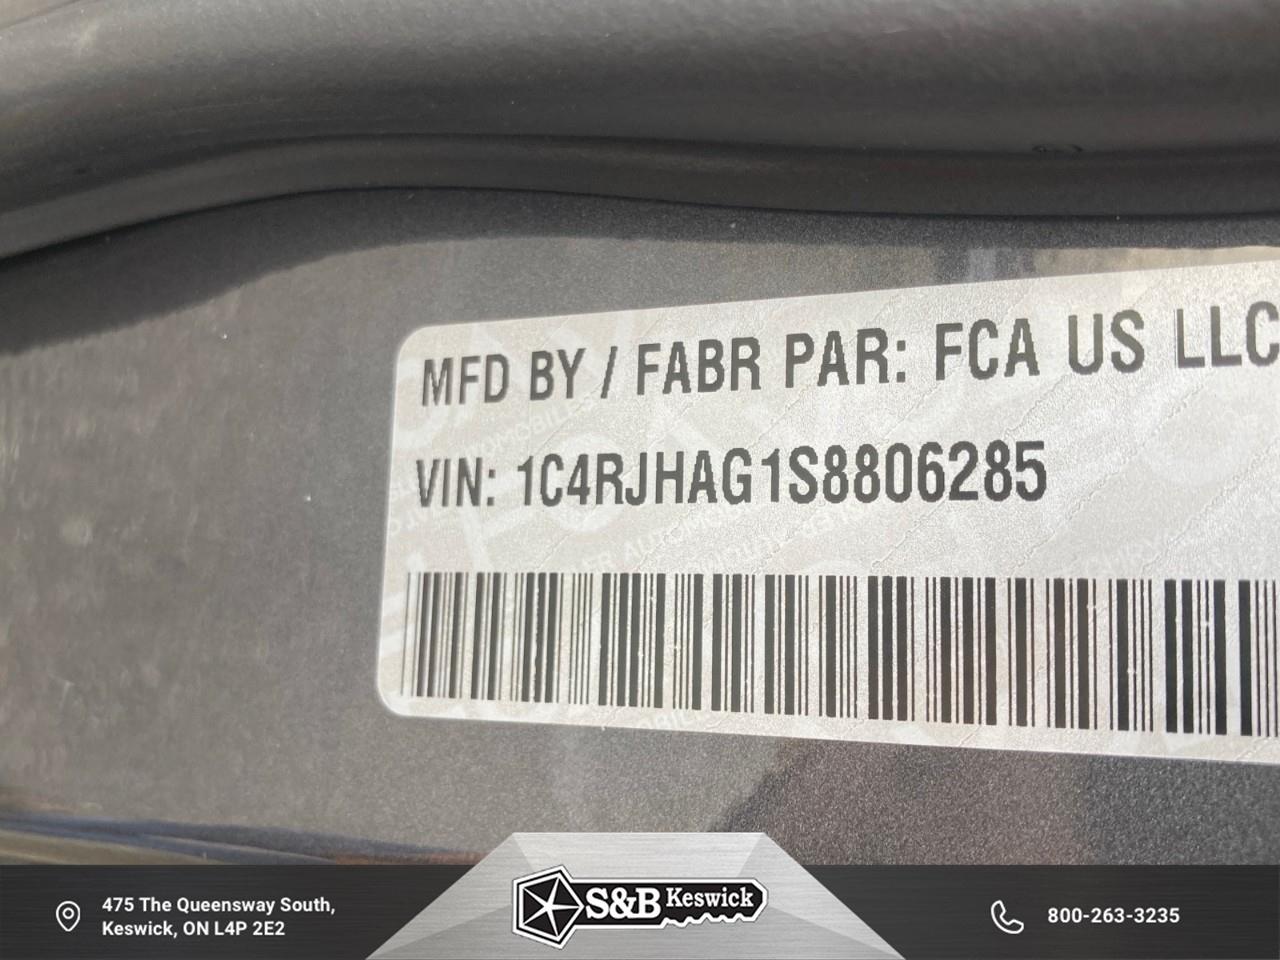 MFD BY / FABR PAR: FCA US LLC
VIN: 1C4RJHAG1S8806285
475 The Queensway South,
Keswick, ON L4P 2E2
S&B Keswick
800-263-3235